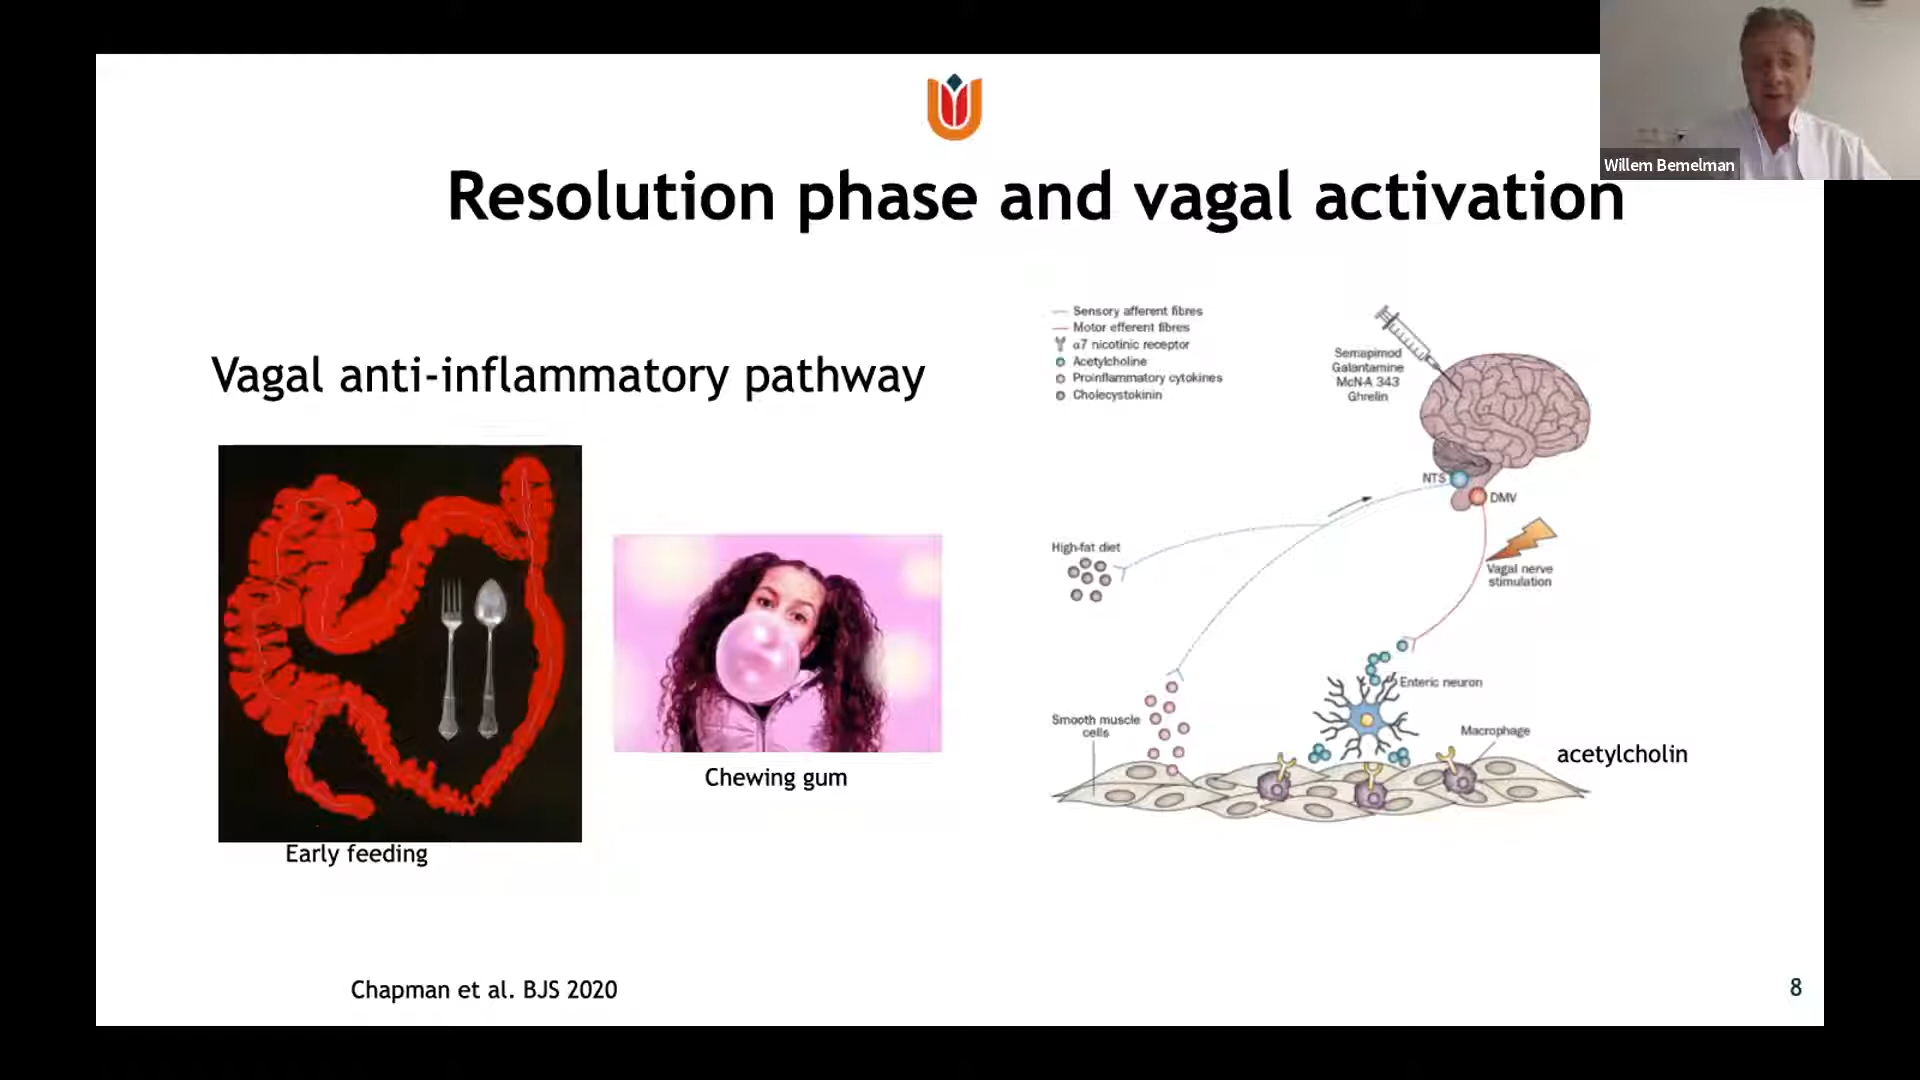 Willem Bemelman
Resolution phase and vagal activation
Vagal anti-inflammatory pathway
Early feeding
Chewing gum
Sensory afferent fibres
Motor efferent fibres
α7 nicotinic receptor
Acetylcholine
Proinflammatory cytokines
Cholecystokinin
Semapimod
Galantamine
McN-A 343
Ghrelin
NTS
DMV
High-fat diet
Vagal nerve
stimulation
Enteric neuron
Smooth muscle
cells
Macrophage
acetylcholin
Chapman et al. BJS 2020
8